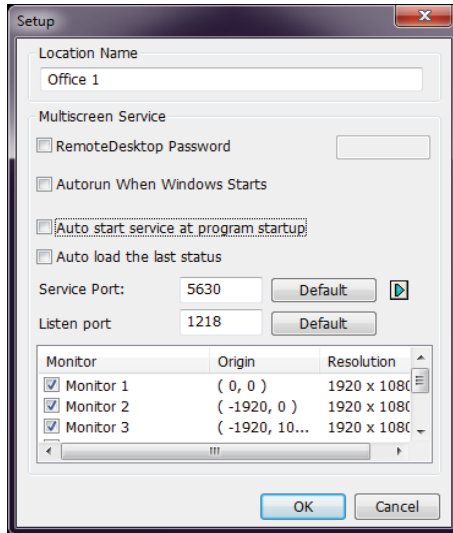 Setup
Location Name
Office 1
Multiscreen Service
RemoteDesktop Password
Autorun When Windows Starts
Auto start service at program startup
Auto load the last status
Service Port: 5630 Default
Listen port 1218 Default
Monitor Origin Resolution
Monitor 1 ( 0, 0 ) 1920 x 1080
Monitor 2 ( -1920, 0 ) 1920 x 1080
Monitor 3 ( -1920, 10... 1920 x 1080
OK Cancel